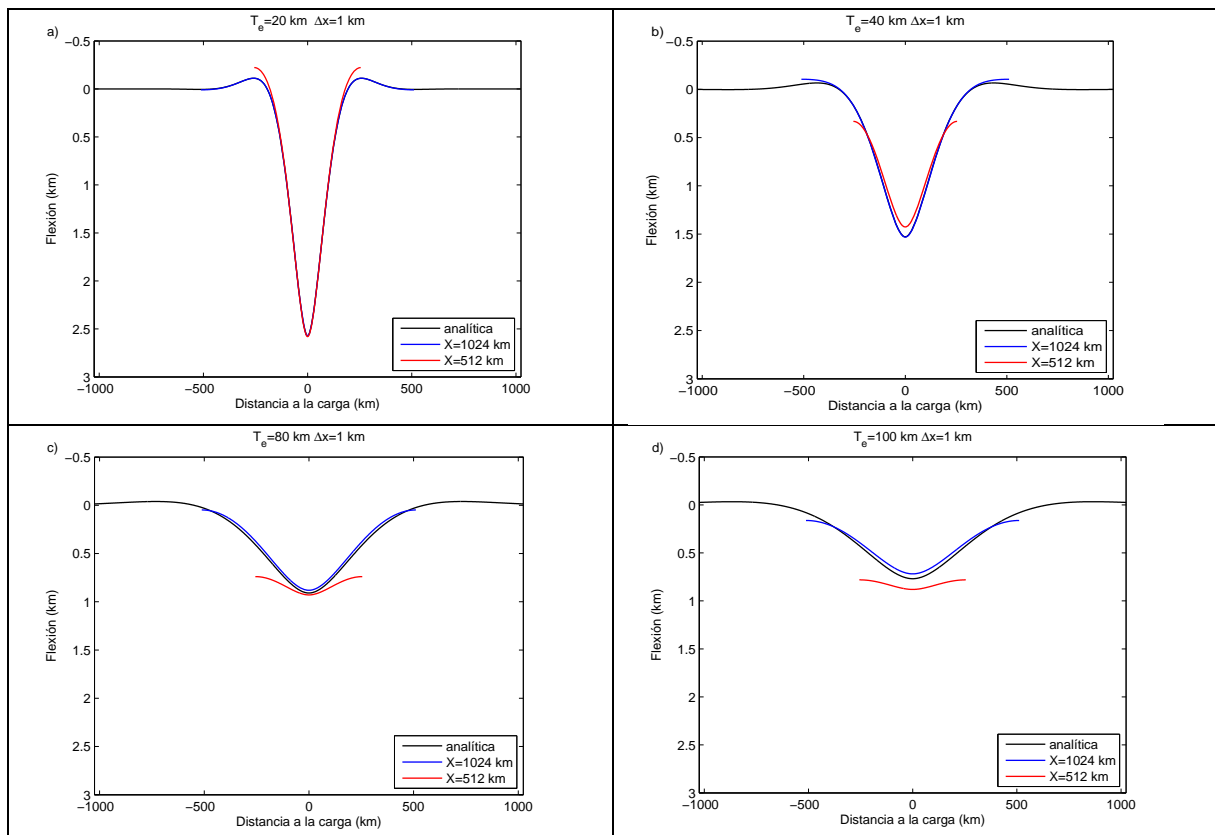 T_e=20 km Δx=1 km
a)
−0.5
0
0.5
1
1.5
2
2.5
3
Flexión (km)
analítica
X=1024 km
X=512 km
−1000
−500
0
500
1000
Distancia a la carga (km)
T_e=40 km Δx=1 km
b)
−0.5
0
0.5
1
1.5
2
2.5
3
Flexión (km)
analítica
X=1024 km
X=512 km
−1000
−500
0
500
1000
Distancia a la carga (km)
T_e=80 km Δx=1 km
c)
−0.5
0
0.5
1
1.5
2
2.5
3
Flexión (km)
analítica
X=1024 km
X=512 km
−1000
−500
0
500
1000
Distancia a la carga (km)
T_e=100 km Δx=1 km
d)
−0.5
0
0.5
1
1.5
2
2.5
3
Flexión (km)
analítica
X=1024 km
X=512 km
−1000
−500
0
500
1000
Distancia a la carga (km)